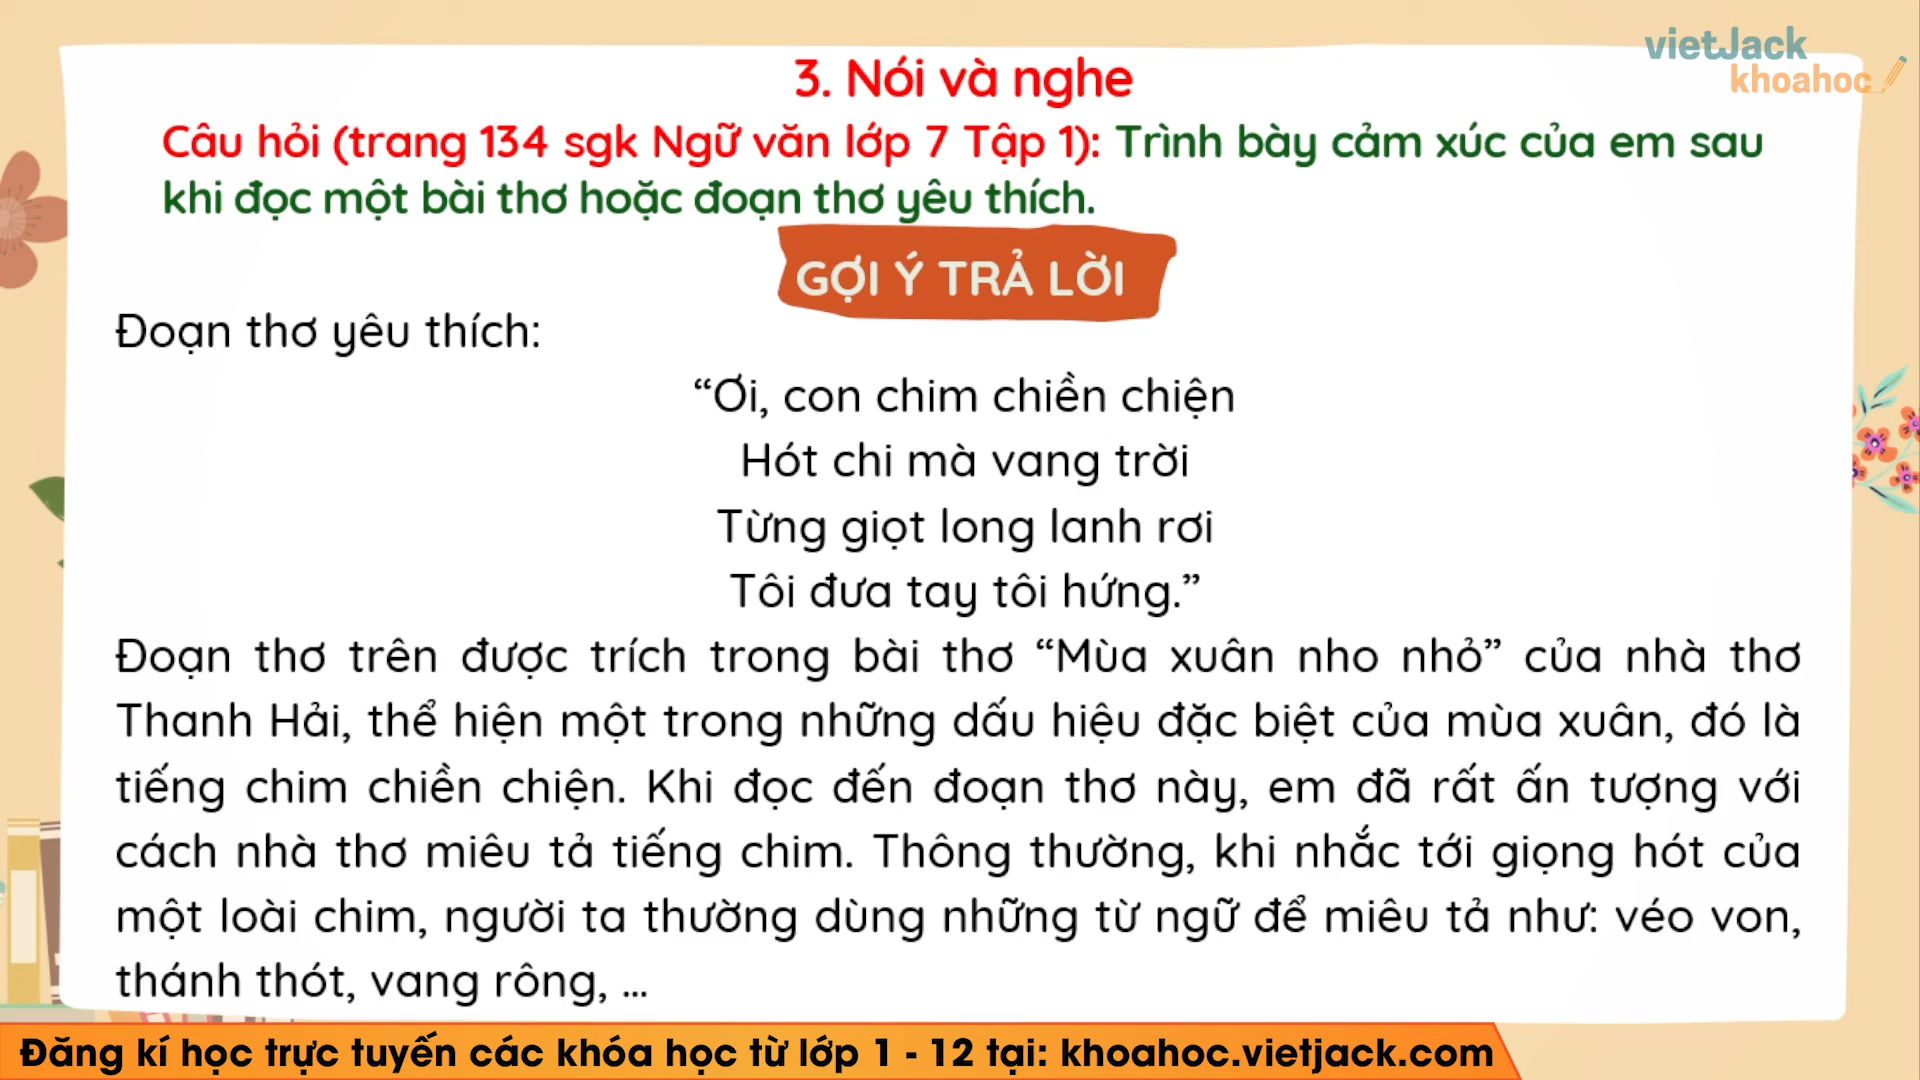 vietJack
khoahoc
3. Nói và nghe
Câu hỏi (trang 134 sgk Ngữ văn lớp 7 Tập 1): Trình bày cảm xúc của em sau
khi đọc một bài thơ hoặc đoạn thơ yêu thích.
GỢI Ý TRẢ LỜI
Đoạn thơ yêu thích:
“Ơi, con chim chiền chiện
Hót chi mà vang trời
Từng giọt long lanh rơi
Tôi đưa tay tôi hứng.”
Đoạn thơ trên được trích trong bài thơ “Mùa xuân nho nhỏ” của nhà thơ
Thanh Hải, thể hiện một trong những dấu hiệu đặc biệt của mùa xuân, đó là
tiếng chim chiền chiện. Khi đọc đến đoạn thơ này, em đã rất ấn tượng với
cách nhà thơ miêu tả tiếng chim. Thông thường, khi nhắc tới giọng hót của
một loài chim, người ta thường dùng những từ ngữ để miêu tả như: véo von,
thánh thót, vang rông, ...
Đăng kí học trực tuyến các khóa học từ lớp 1 - 12 tại: khoahoc.vietjack.com